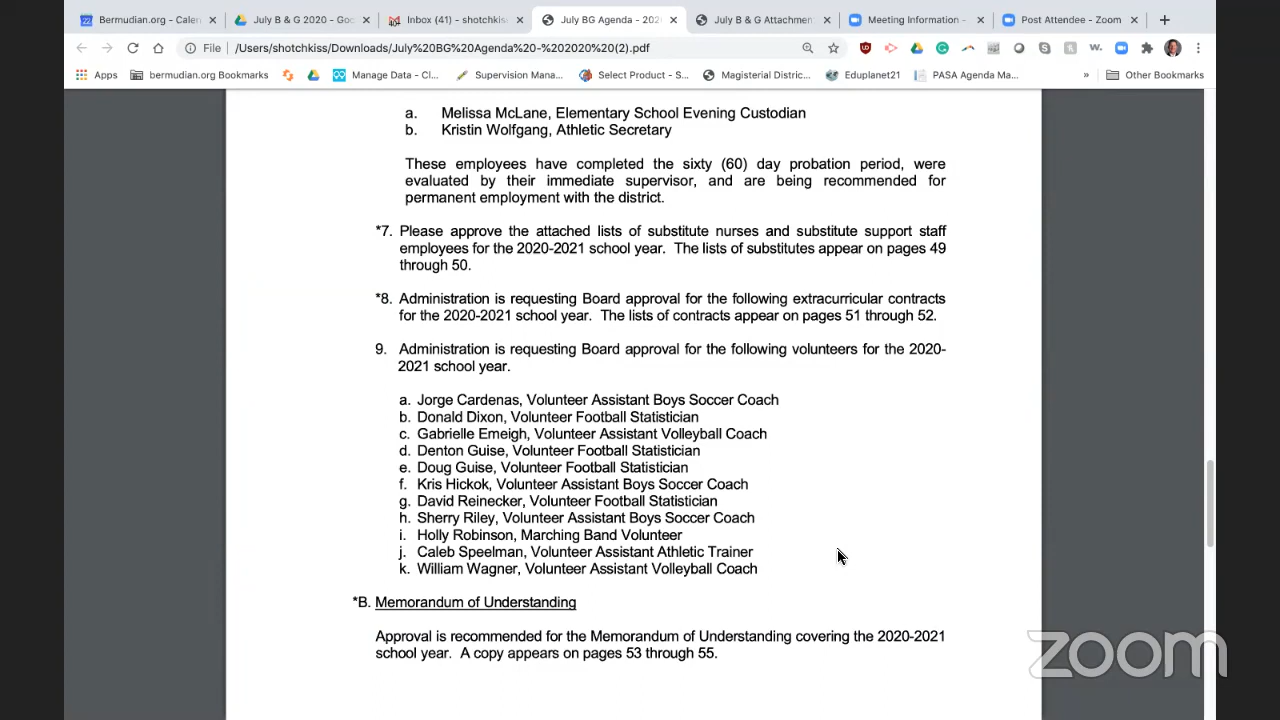 Bermudian.org - Calen
July B & G 2020 - Goo
Inbox (41) - shotchkiss
July BG Agenda - 202
July B & G Attachmen
Meeting Information -
Post Attendee - Zoom
File
/Users/shotchkiss/Downloads/July%20BG%20Agenda%20-%202020%20(2).pdf
Apps
bermudian.org Bookmarks
Manage Data - Cl...
Supervision Mana...
Select Product - S...
Magisterial Distric...
Eduplanet21
PASA Agenda Ma...
»
Other Bookmarks
a. Melissa McLane, Elementary School Evening Custodian
b. Kristin Wolfgang, Athletic Secretary
These employees have completed the sixty (60) day probation period, were
evaluated by their immediate supervisor, and are being recommended for
permanent employment with the district.
*7. Please approve the attached lists of substitute nurses and substitute support staff
employees for the 2020-2021 school year. The lists of substitutes appear on pages 49
through 50.
*8. Administration is requesting Board approval for the following extracurricular contracts
for the 2020-2021 school year. The lists of contracts appear on pages 51 through 52.
9. Administration is requesting Board approval for the following volunteers for the 2020-
2021 school year.
a. Jorge Cardenas, Volunteer Assistant Boys Soccer Coach
b. Donald Dixon, Volunteer Football Statistician
c. Gabrielle Emeigh, Volunteer Assistant Volleyball Coach
d. Denton Guise, Volunteer Football Statistician
e. Doug Guise, Volunteer Football Statistician
f. Kris Hickok, Volunteer Assistant Boys Soccer Coach
g. David Reinecker, Volunteer Football Statistician
h. Sherry Riley, Volunteer Assistant Boys Soccer Coach
i. Holly Robinson, Marching Band Volunteer
j. Caleb Speelman, Volunteer Assistant Athletic Trainer
k. William Wagner, Volunteer Assistant Volleyball Coach
*B. Memorandum of Understanding
Approval is recommended for the Memorandum of Understanding covering the 2020-2021
school year. A copy appears on pages 53 through 55.
zoom